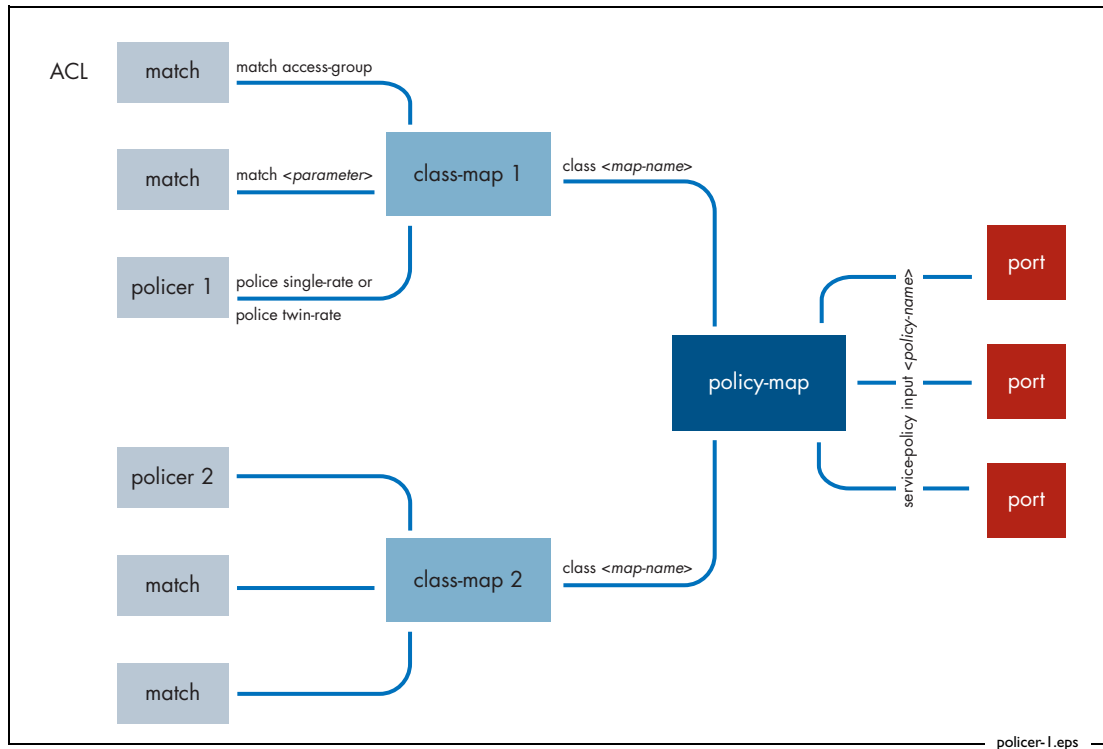 ACL
match
match access-group
match
match <parameter>
class-map 1
class <map-name>
policer 1
police single-rate or
police twin-rate
port
policy-map
service-policy input <policy-name>
port
policer 2
port
match
class-map 2
class <map-name>
match
policer-1.eps